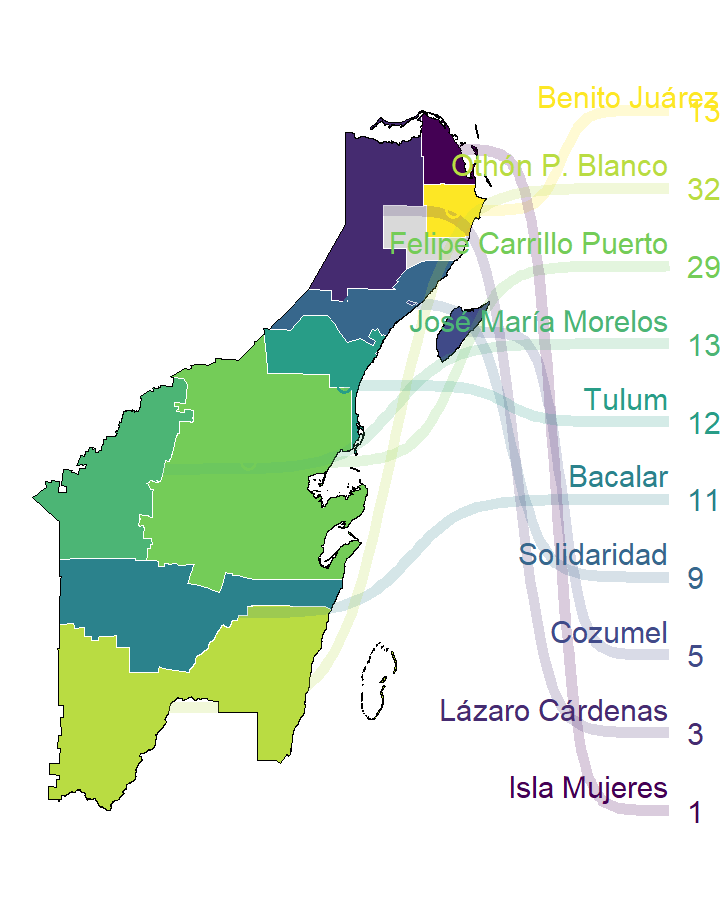 Benito Juárez
13
Othón P. Blanco
32
Felipe Carrillo Puerto
29
José María Morelos
13
Tulum
12
Bacalar
11
Solidaridad
9
Cozumel
5
Lázaro Cárdenas
3
Isla Mujeres
1